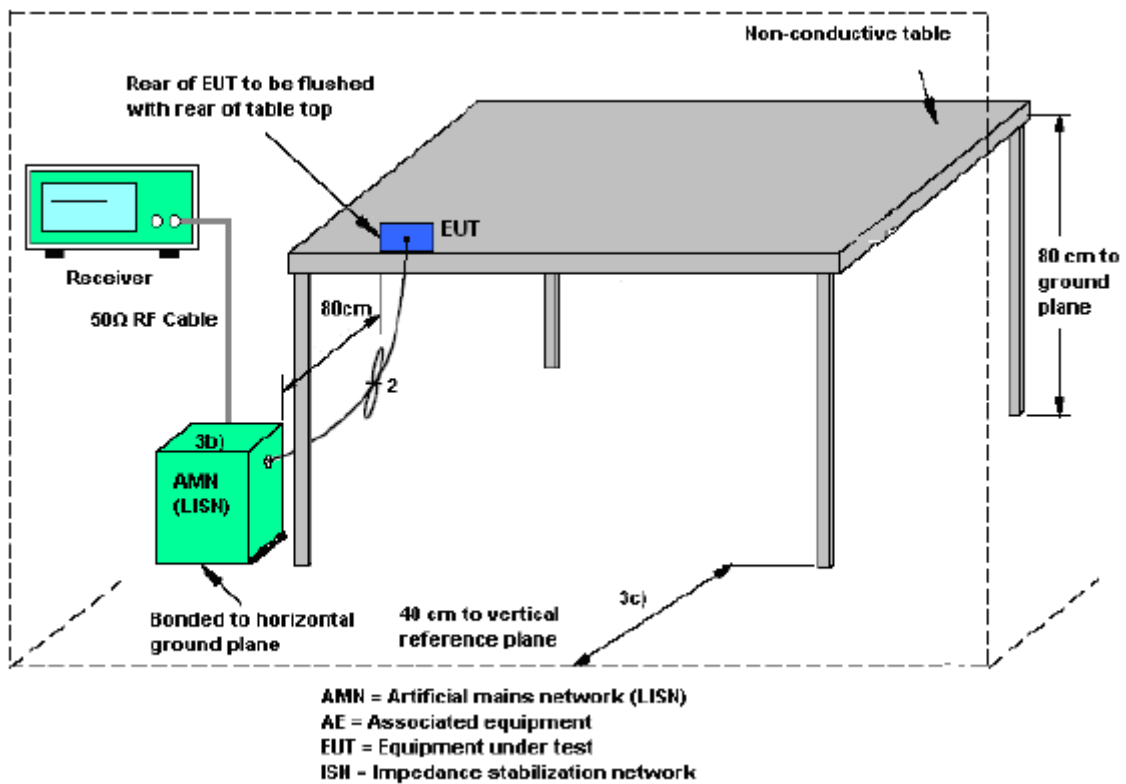 Non-conductive table
Rear of EUT to be flushed
with rear of table top
EUT
Receiver
80cm
80 cm to
ground
plane
50Ω RF Cable
2
3b)
AMN
(LISN)
3c)
Bonded to horizontal
ground plane
40 cm to vertical
reference plane
AMN = Artificial mains network (LISN)
AE = Associated equipment
EUT = Equipment under test
ISN = Impedance stabilization network